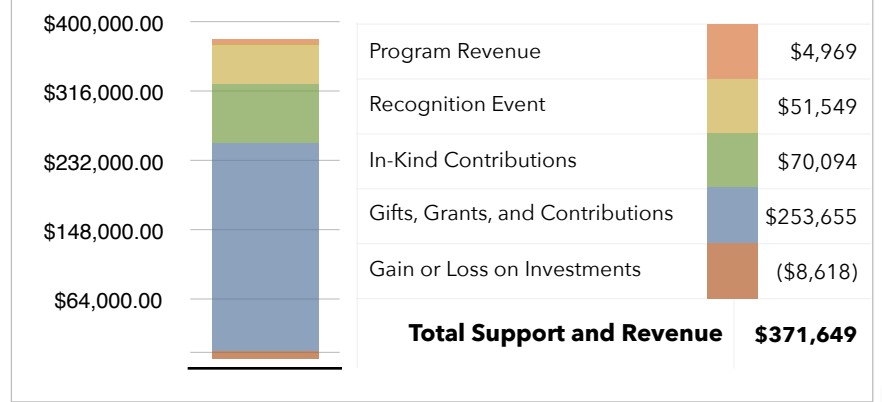 $400,000.00
$316,000.00
$232,000.00
$148,000.00
$64,000.00
Program Revenue $4,969
Recognition Event $51,549
In-Kind Contributions $70,094
Gifts, Grants, and Contributions $253,655
Gain or Loss on Investments ($8,618)
Total Support and Revenue $371,649